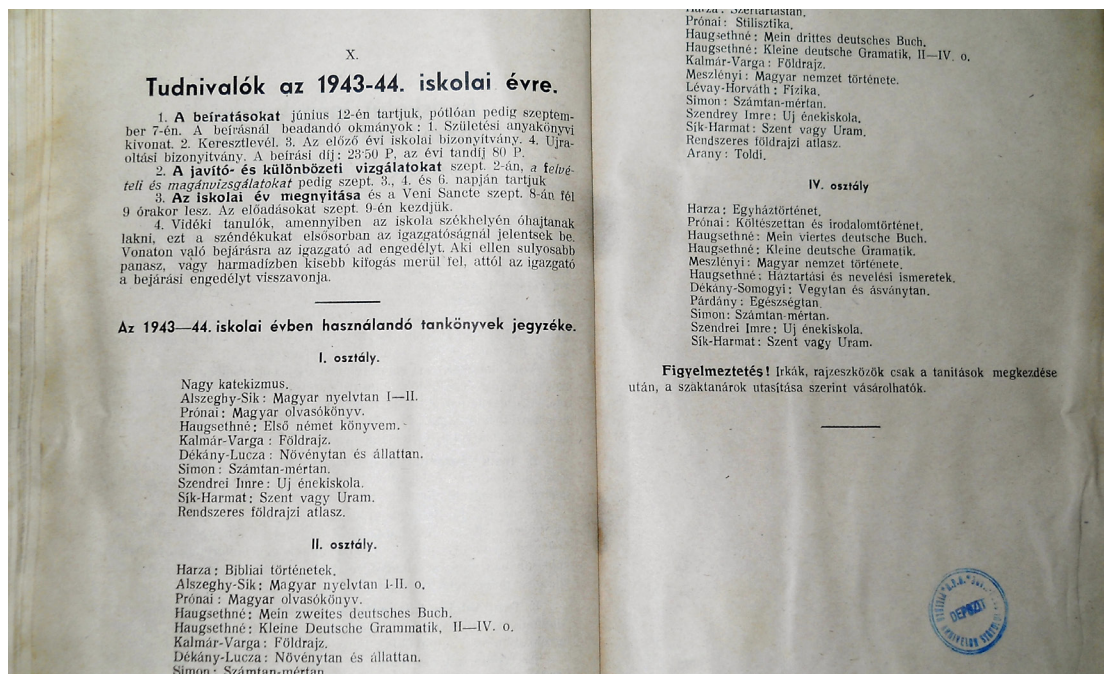 X.
Tudnivalók az 1943-44. iskolai évre.
1. A beíratásokat június 12-én tartjuk, pótlóan pedig szeptem-
ber 7-én. A beírásnál beadandó okmányok : 1. Születési anyakönyvi
kivonat. 2. Keresztlevél. 3. Az előző évi iskolai bizonyítvány. 4. Ujra-
oltási bizonyítvány. A beírási díj: 23·50 P, az évi tandíj 80 P.
2. A javító- és különbözeti vizgálatokat szept. 2-án, a felvé-
teli és magánvizsgálatokat pedig szept. 3., 4. és 6. napján tartjuk
3. Az iskolai év megnyitása és a Veni Sancte szept. 8-án fél
9 órakor lesz. Az előadásokat szept. 9-én kezdjük.
4. Vidéki tanulók, amennyiben az iskola székhelyén óhajtanak
lakni, ezt a széndékukat elsősorban az igazgatóságnál jelentsek be.
Vonaton való bejárásra az igazgató ad engedélyt. Aki ellen sulyosabb
panasz, vagy harmadízben kisebb kifogás merül fel, attól az igazgató
a bejárási engedélyt visszavonja.
Az 1943—44. iskolai évben használandó tankönyvek jegyzéke.
I. osztály.
Nagy katekizmus.
Alszeghy-Sik : Magyar nyelvtan I—II.
Prónai : Magyar olvasókönyv.
Haugsethné : Első német könyvem.
Kalmár-Varga : Földrajz.
Dékány-Lucza : Növénytan és állattan.
Simon : Számtan-mértan.
Szendrei Imre : Uj énekiskola.
Sík-Harmat : Szent vagy Uram.
Rendszeres földrajzi atlasz.
II. osztály.
Harza : Bibliai történetek.
Alszeghy-Sik : Magyar nyelvtan I-II. o.
Prónai : Magyar olvasókönyv.
Haugsethné : Mein zweites deutsches Buch.
Haugsethné : Kleine Deutsche Grammatik, II—IV. o.
Kalmár-Varga : Földrajz.
Dékány-Lucza : Növénytan és állattan.
Simon : Számtan-mértan
Harza : Szertartástan.
Prónai : Stilisztika.
Haugsethné : Mein drittes deutsches Buch.
Haugsethné : Kleine deutsche Gramatik, II—IV. o.
Kalmár-Varga : Földrajz.
Meszlényi : Magyar nemzet története.
Lévay-Horváth : Fizika.
Simon : Számtan-mértan.
Szendrey Imre : Uj énekiskola.
Sík-Harmat : Szent vagy Uram.
Rendszeres földrajzi atlasz.
Arany : Toldi.
IV. osztály
Harza : Egyháztörténet.
Prónai : Költészettan és irodalomtörténet.
Haugsethné : Mein viertes deutsche Buch.
Haugsethné : Kleine deutsche Gramatik.
Meszlényi : Magyar nemzet története.
Haugsethné : Háztartási és nevelési ismeretek.
Dékány-Somogyi : Vegytan és ásványtan.
Párdány : Egészségtan.
Simon : Számtan-mértan.
Szendrei Imre : Uj énekiskola.
Sík-Harmat : Szent vagy Uram.
Figyelmeztetés! Irkák, rajzeszközök csak a tanítások megkezdése
után, a szaktanárok utasítása szerint vásárolhatók.
DEPOZIT